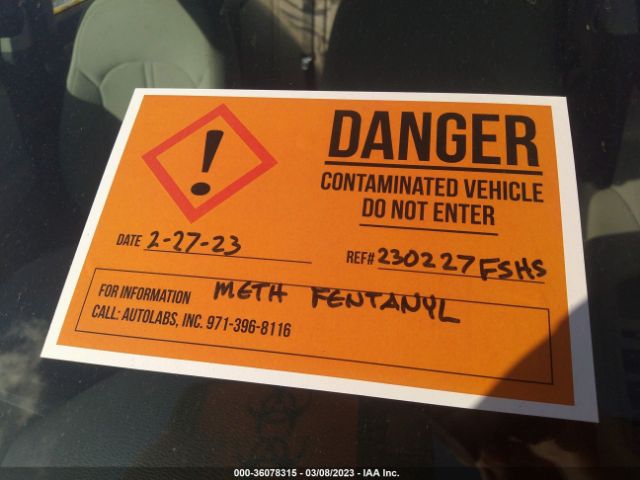 DANGER
CONTAMINATED VEHICLE
DO NOT ENTER
DATE 2-27-23
REF# 230227FSHS
FOR INFORMATION METH FENTANYL
CALL: AUTOLABS, INC. 971-396-8116
000-36078315 - 03/08/2023 - IAA Inc.